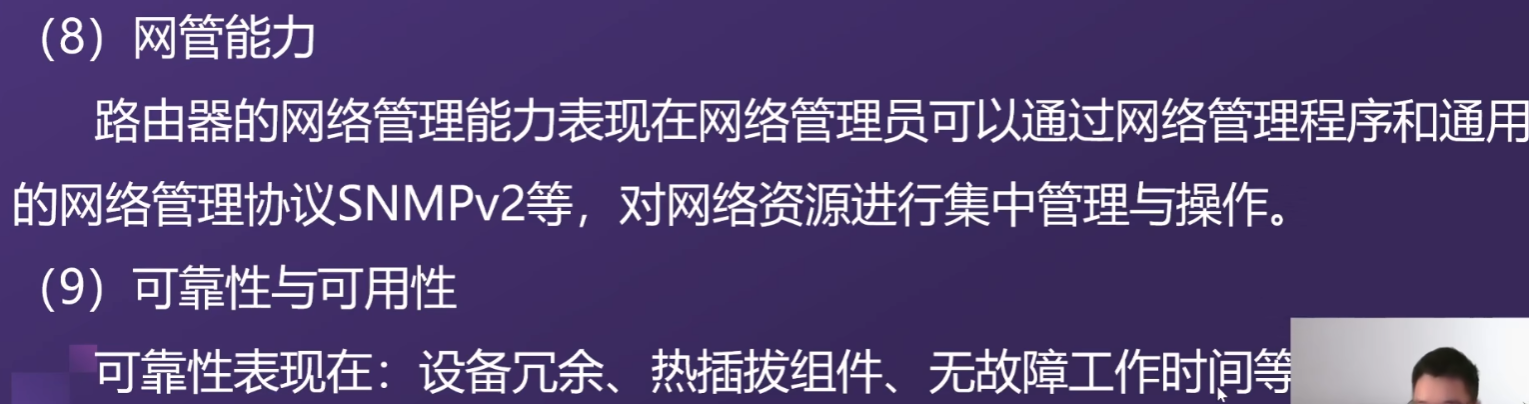 （8）网管能力
路由器的网络管理能力表现在网络管理员可以通过网络管理程序和通用
的网络管理协议SNMPv2等，对网络资源进行集中管理与操作。
（9）可靠性与可用性
可靠性表现在：设备冗余、热插拔组件、无故障工作时间等